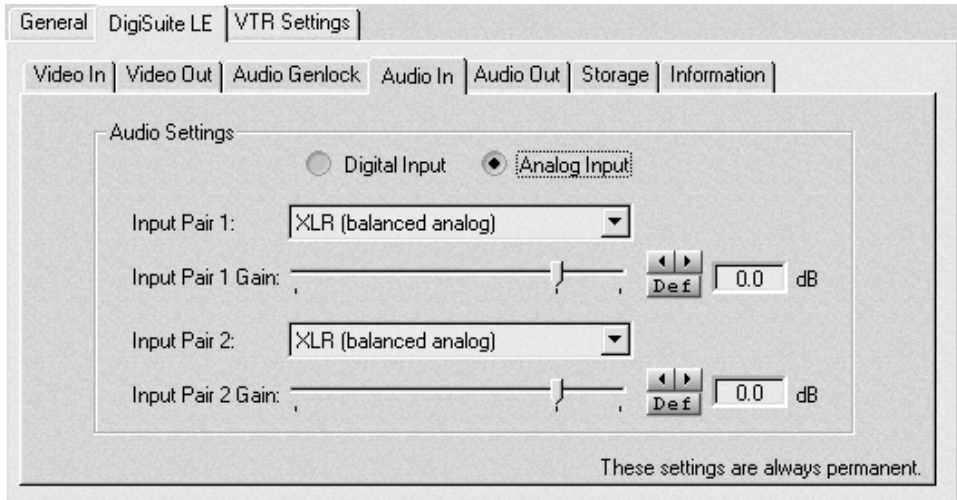 General DigiSuite LE VTR Settings
Video In Video Out Audio Genlock Audio In Audio Out Storage Information
Audio Settings
Digital Input Analog Input
Input Pair 1: XLR (balanced analog)
Input Pair 1 Gain: Def 0.0 dB
Input Pair 2: XLR (balanced analog)
Input Pair 2 Gain: Def 0.0 dB
These settings are always permanent.